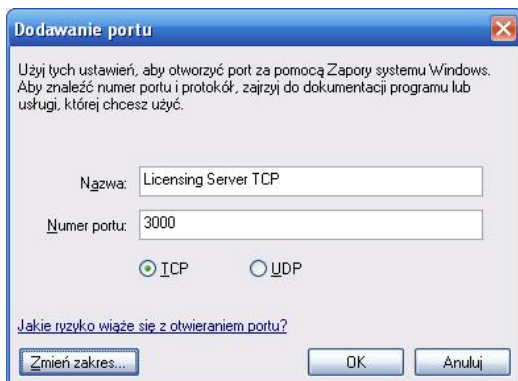 Dodawanie portu
Użyj tych ustawień, aby otworzyć port za pomocą Zapory systemu Windows.
Aby znaleźć numer portu i protokół, zajrzyj do dokumentacji programu lub
usługi, której chcesz użyć.
Nazwa: Licensing Server TCP
Numer portu: 3000
TCP UDP
Jakie ryzyko wiąże się z otwieraniem portu?
Zmień zakres... OK Anuluj